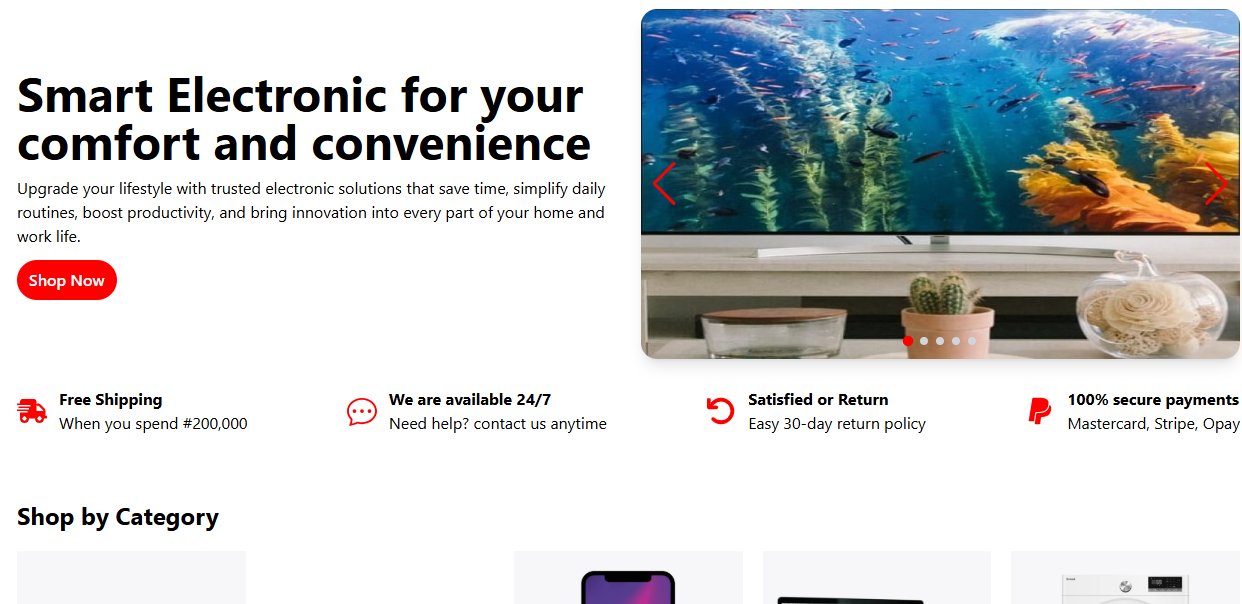 Smart Electronic for your
comfort and convenience
Upgrade your lifestyle with trusted electronic solutions that save time, simplify daily
routines, boost productivity, and bring innovation into every part of your home and
work life.
Shop Now
Free Shipping
When you spend #200,000
We are available 24/7
Need help? contact us anytime
Satisfied or Return
Easy 30-day return policy
100% secure payments
Mastercard, Stripe, Opay
Shop by Category